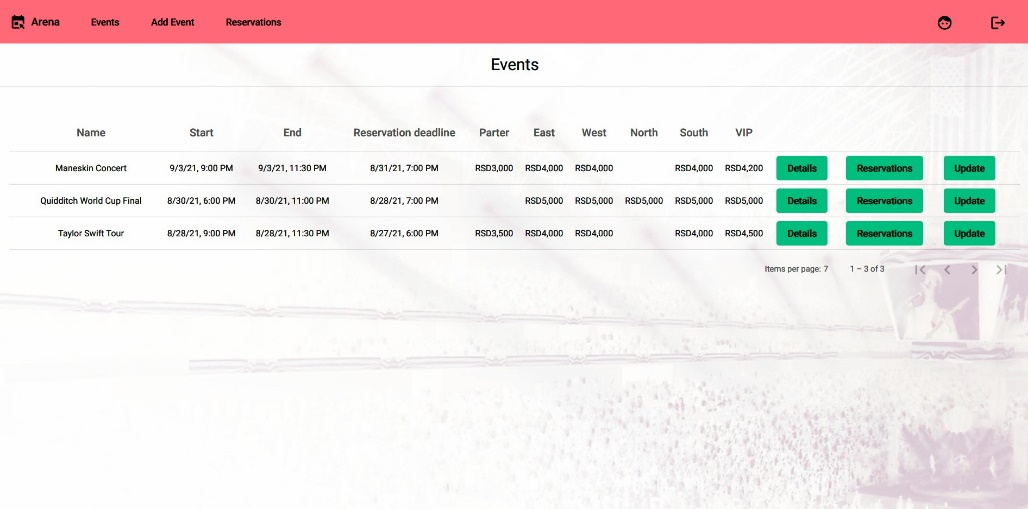 Arena Events Add Event Reservations
Events
Name Start End Reservation deadline Parter East West North South VIP
Maneskin Concert 9/3/21, 9:00 PM 9/3/21, 11:30 PM 8/31/21, 7:00 PM RSD3,000 RSD4,000 RSD4,000 RSD4,000 RSD4,200 Details Reservations Update
Quidditch World Cup Final 8/30/21, 6:00 PM 8/30/21, 11:00 PM 8/28/21, 7:00 PM RSD5,000 RSD5,000 RSD5,000 RSD5,000 RSD5,000 Details Reservations Update
Taylor Swift Tour 8/28/21, 9:00 PM 8/28/21, 11:30 PM 8/27/21, 6:00 PM RSD3,500 RSD4,000 RSD4,000 RSD4,000 RSD4,500 Details Reservations Update
Items per page: 7 1 – 3 of 3